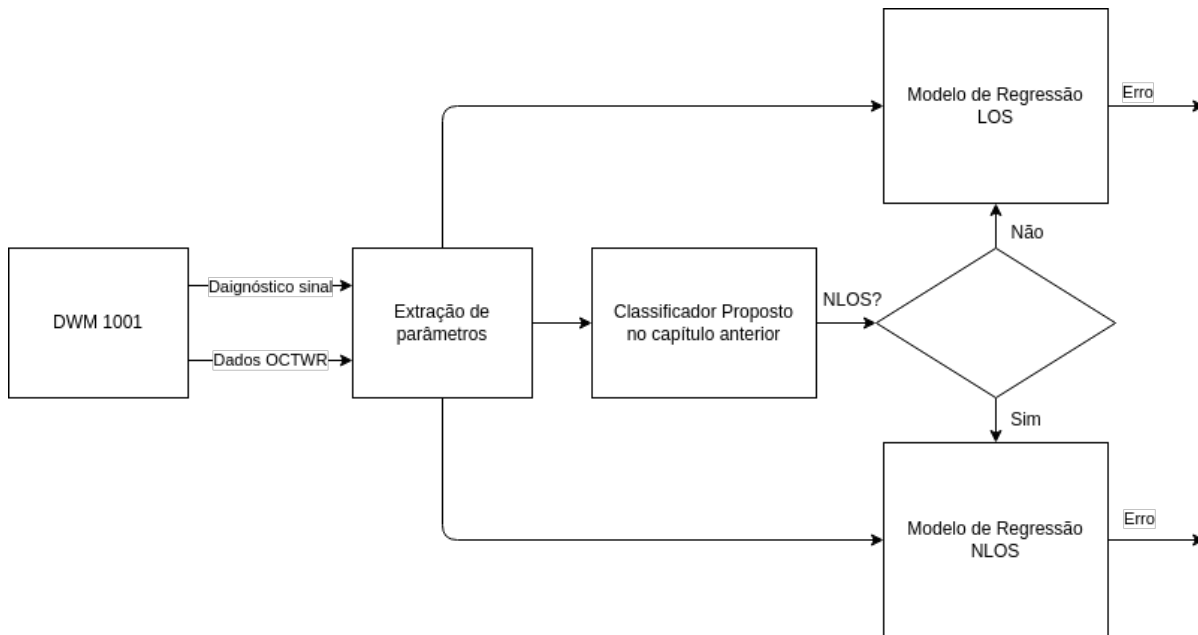 Modelo de Regressão
LOS
Erro
Não
Daignóstico sinal
DWM 1001
Dados OCTWR
Extração de
parâmetros
Classificador Proposto
no capítulo anterior
NLOS?
Sim
Modelo de Regressão
NLOS
Erro